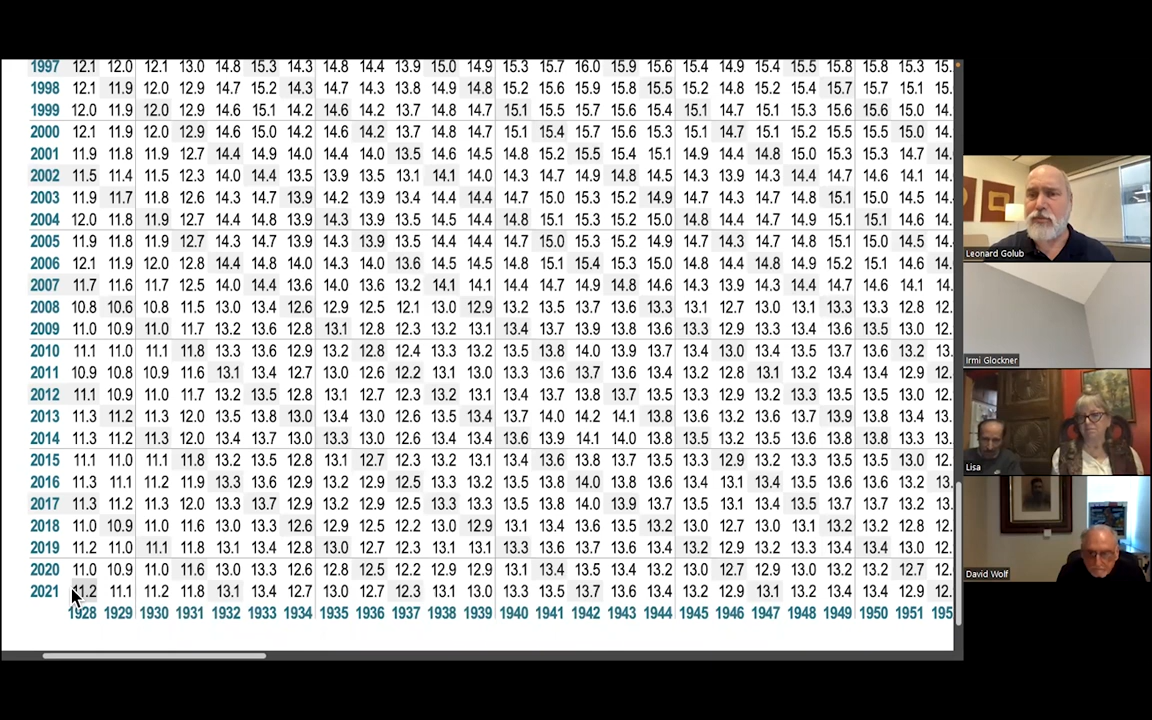 1997 12.1 12.0 12.1 13.0 14.8 15.3 14.3 14.8 14.4 13.9 15.0 14.9 15.3 15.7 16.0 15.9 15.6 15.4 14.9 15.4 15.5 15.8 15.8 15.3 15.
1998 12.1 11.9 12.0 12.9 14.7 15.2 14.3 14.7 14.3 13.8 14.9 14.8 15.2 15.6 15.9 15.8 15.5 15.2 14.8 15.2 15.4 15.7 15.7 15.1 15.
1999 12.0 11.9 12.0 12.9 14.6 15.1 14.2 14.6 14.2 13.7 14.8 14.7 15.1 15.5 15.7 15.6 15.4 15.1 14.7 15.1 15.3 15.6 15.6 15.0 14.
2000 12.1 11.9 12.0 12.9 14.6 15.0 14.2 14.6 14.2 13.7 14.8 14.7 15.1 15.4 15.7 15.6 15.3 15.1 14.7 15.1 15.2 15.5 15.5 15.0 14.
2001 11.9 11.8 11.9 12.7 14.4 14.9 14.0 14.4 14.0 13.5 14.6 14.5 14.8 15.2 15.5 15.4 15.1 14.9 14.4 14.8 15.0 15.3 15.3 14.7 14.
2002 11.5 11.4 11.5 12.3 14.0 14.4 13.5 13.9 13.5 13.1 14.1 14.0 14.3 14.7 14.9 14.8 14.5 14.3 13.9 14.3 14.4 14.7 14.6 14.1 14.
2003 11.9 11.7 11.8 12.6 14.3 14.7 13.9 14.2 13.9 13.4 14.4 14.4 14.7 15.0 15.3 15.2 14.9 14.7 14.3 14.7 14.8 15.1 15.0 14.5 14.
2004 12.0 11.8 11.9 12.7 14.4 14.8 13.9 14.3 13.9 13.5 14.5 14.4 14.8 15.1 15.3 15.2 15.0 14.8 14.4 14.7 14.9 15.1 15.1 14.6 14.
2005 11.9 11.8 11.9 12.7 14.3 14.7 13.9 14.3 13.9 13.5 14.4 14.4 14.7 15.0 15.3 15.2 14.9 14.7 14.3 14.7 14.8 15.1 15.0 14.5 14.
2006 12.1 11.9 12.0 12.8 14.4 14.8 14.0 14.3 14.0 13.6 14.5 14.5 14.8 15.1 15.4 15.3 15.0 14.8 14.4 14.8 14.9 15.2 15.1 14.6 14.
2007 11.7 11.6 11.7 12.5 14.0 14.4 13.6 14.0 13.6 13.2 14.1 14.1 14.4 14.7 14.9 14.8 14.6 14.3 13.9 14.3 14.4 14.7 14.6 14.1 14.
2008 10.8 10.6 10.8 11.5 13.0 13.4 12.6 12.9 12.5 12.1 13.0 12.9 13.2 13.5 13.7 13.6 13.3 13.1 12.7 13.0 13.1 13.3 13.3 12.8 12.
2009 11.0 10.9 11.0 11.7 13.2 13.6 12.8 13.1 12.8 12.3 13.2 13.1 13.4 13.7 13.9 13.8 13.6 13.3 12.9 13.3 13.4 13.6 13.5 13.0 12.
2010 11.1 11.0 11.1 11.8 13.3 13.6 12.9 13.2 12.8 12.4 13.3 13.2 13.5 13.8 14.0 13.9 13.7 13.4 13.0 13.4 13.5 13.7 13.6 13.2 13.
2011 10.9 10.8 10.9 11.6 13.1 13.4 12.7 13.0 12.6 12.2 13.1 13.0 13.3 13.6 13.7 13.6 13.4 13.2 12.8 13.1 13.2 13.4 13.4 12.9 12.
2012 11.1 10.9 11.0 11.7 13.2 13.5 12.8 13.1 12.7 12.3 13.2 13.1 13.4 13.7 13.8 13.7 13.5 13.3 12.9 13.2 13.3 13.5 13.5 13.0 12.
2013 11.3 11.2 11.3 12.0 13.5 13.8 13.0 13.4 13.0 12.6 13.5 13.4 13.7 14.0 14.2 14.1 13.8 13.6 13.2 13.6 13.7 13.9 13.8 13.4 13.
2014 11.3 11.2 11.3 12.0 13.4 13.7 13.0 13.3 13.0 12.6 13.4 13.4 13.6 13.9 14.1 14.0 13.8 13.5 13.2 13.5 13.6 13.8 13.8 13.3 13.
2015 11.1 11.0 11.1 11.8 13.2 13.5 12.8 13.1 12.7 12.3 13.2 13.1 13.4 13.6 13.8 13.7 13.5 13.3 12.9 13.2 13.3 13.5 13.5 13.0 12.
2016 11.3 11.1 11.2 11.9 13.3 13.6 12.9 13.2 12.9 12.5 13.3 13.2 13.5 13.8 14.0 13.8 13.6 13.4 13.1 13.4 13.5 13.6 13.6 13.2 13.
2017 11.3 11.2 11.3 12.0 13.3 13.7 12.9 13.2 12.9 12.5 13.3 13.3 13.5 13.8 14.0 13.9 13.7 13.5 13.1 13.4 13.5 13.7 13.7 13.2 13.
2018 11.0 10.9 11.0 11.6 13.0 13.3 12.6 12.9 12.5 12.2 13.0 12.9 13.1 13.4 13.6 13.5 13.2 13.0 12.7 13.0 13.1 13.2 13.2 12.8 12.
2019 11.2 11.0 11.1 11.8 13.1 13.4 12.8 13.0 12.7 12.3 13.1 13.1 13.3 13.6 13.7 13.6 13.4 13.2 12.9 13.2 13.3 13.4 13.4 13.0 12.
2020 11.0 10.9 11.0 11.6 13.0 13.3 12.6 12.8 12.5 12.2 12.9 12.9 13.1 13.4 13.5 13.4 13.2 13.0 12.7 12.9 13.0 13.2 13.2 12.7 12.
2021 11.2 11.1 11.2 11.8 13.1 13.4 12.7 13.0 12.7 12.3 13.1 13.0 13.3 13.5 13.7 13.6 13.4 13.2 12.9 13.1 13.2 13.4 13.4 12.9 12.
1928 1929 1930 1931 1932 1933 1934 1935 1936 1937 1938 1939 1940 1941 1942 1943 1944 1945 1946 1947 1948 1949 1950 1951 195
Leonard Golub
Irmi Glockner
Lisa
David Wolf